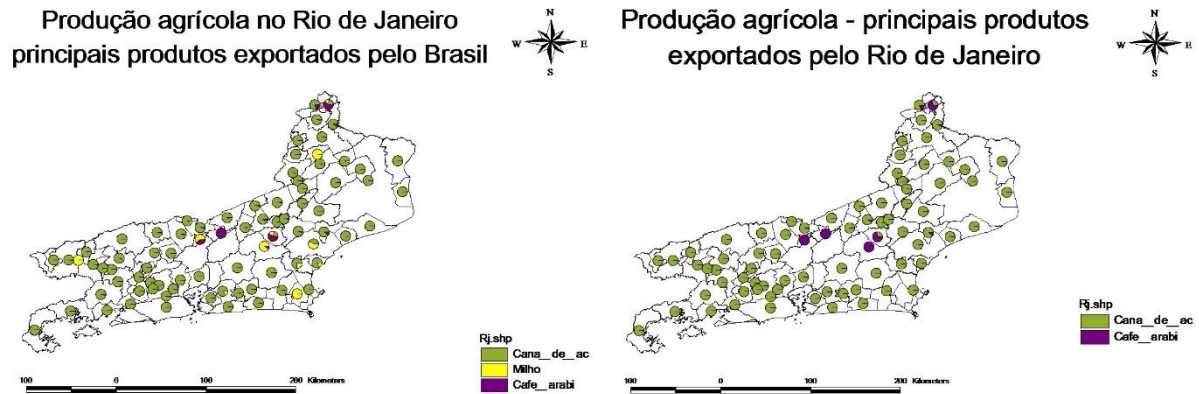 Produção agrícola no Rio de Janeiro
principais produtos exportados pelo Brasil
N
W E
S
Rj.shp
Cana__de__ac
Milho
Cafe__arabi
100 0 100 200 Kilometers
Produção agrícola - principais produtos
exportados pelo Rio de Janeiro
N
W E
S
Rj.shp
Cana__de__ac
Cafe__arabi
100 0 100 200 Kilometers